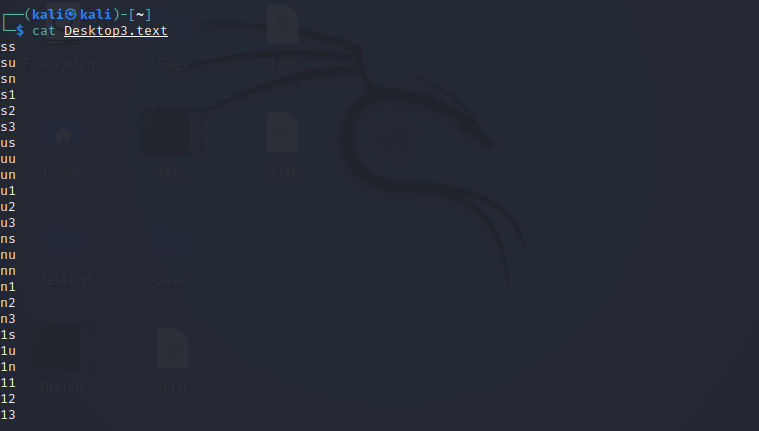 ┌──(kali㉿kali)-[~]
└─$ cat Desktop3.text
ss
su
sn
s1
s2
s3
us
uu
un
u1
u2
u3
ns
nu
nn
n1
n2
n3
1s
1u
1n
11
12
13
File System
Files
1.txt
Home
files
3.txt
Desktop
Java
firebox
0.txt